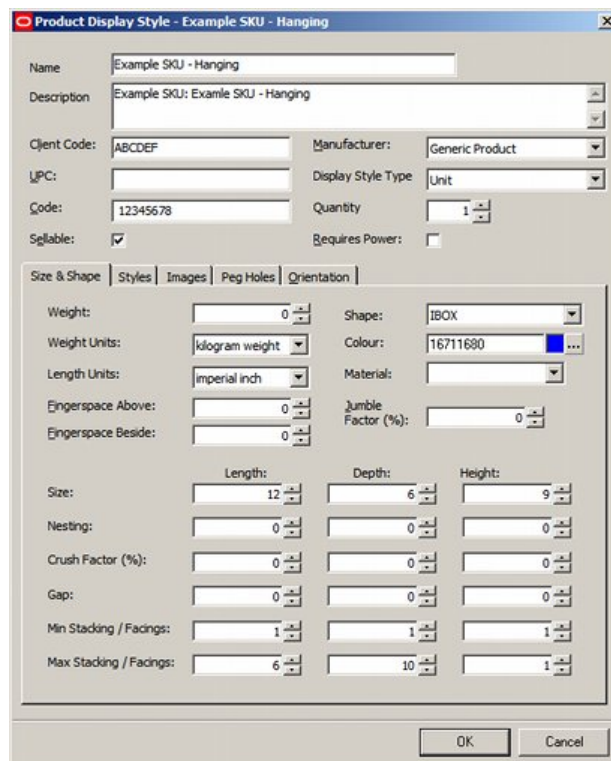 Product Display Style - Example SKU - Hanging
Name Example SKU - Hanging
Description Example SKU: Examle SKU - Hanging
Client Code: ABCDEF Manufacturer: Generic Product
UPC: Display Style Type Unit
Code: 12345678 Quantity 1
Sellable: Requires Power:
Size & Shape Styles Images Peg Holes Orientation
Weight: 0 Shape: IBOX
Weight Units: kilogram weight Colour: 16711680 ...
Length Units: imperial inch Material:
Fingerspace Above: 0 Jumble
Factor (%): 0
Fingerspace Beside: 0
Length: Depth: Height:
Size: 12 6 9
Nesting: 0 0 0
Crush Factor (%): 0 0 0
Gap: 0 0 0
Min Stacking / Facings: 1 1 1
Max Stacking / Facings: 6 10 1
OK Cancel